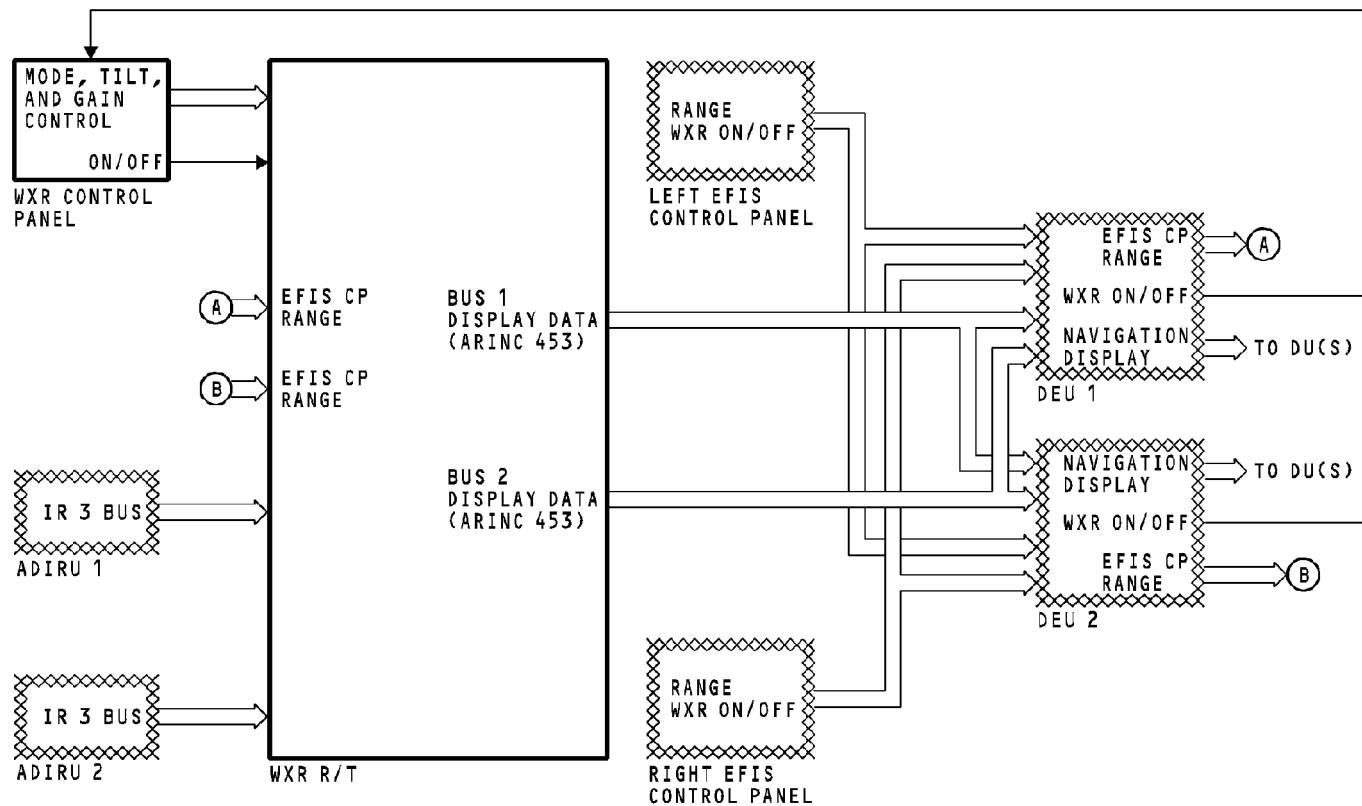 MODE, TILT,
AND GAIN
CONTROL
ON/OFF
WXR CONTROL
PANEL
A
EFIS CP
RANGE
B
EFIS CP
RANGE
IR 3 BUS
ADIRU 1
IR 3 BUS
ADIRU 2
BUS 1
DISPLAY DATA
(ARINC 453)
BUS 2
DISPLAY DATA
(ARINC 453)
WXR R/T
RANGE
WXR ON/OFF
LEFT EFIS
CONTROL PANEL
RANGE
WXR ON/OFF
RIGHT EFIS
CONTROL PANEL
EFIS CP
RANGE
A
WXR ON/OFF
NAVIGATION
DISPLAY
TO DU(S)
DEU 1
NAVIGATION
DISPLAY
TO DU(S)
WXR ON/OFF
EFIS CP
RANGE
B
DEU 2